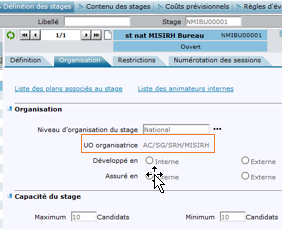 Définition des stages Contenu des stages Coûts prévisionnels Règles d'év
Libellé Stage NMIBU00001
1/1 st nat MISIRH Bureau NMIBU00001
Ouvert
Définition Organisation Restrictions Numérotation des sessions
Liste des plans associés au stage Liste des animateurs internes
Organisation
Niveau d'organisation du stage National
UO organisatrice AC/SG/SRH/MISIRH
Développé en Interne Externe
Assuré en Externe
Capacité du stage
Maximum 10 Candidats Minimum 10 Candidats